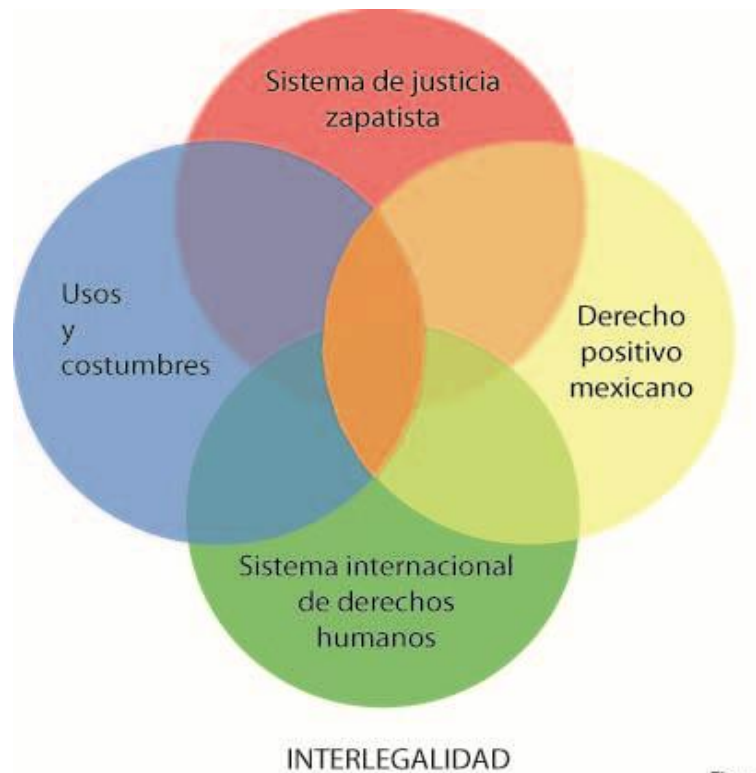 Sistema de justicia
zapatista
Usos
y
costumbres
Derecho
positivo
mexicano
Sistema internacional
de derechos
humanos
INTERLEGALIDAD